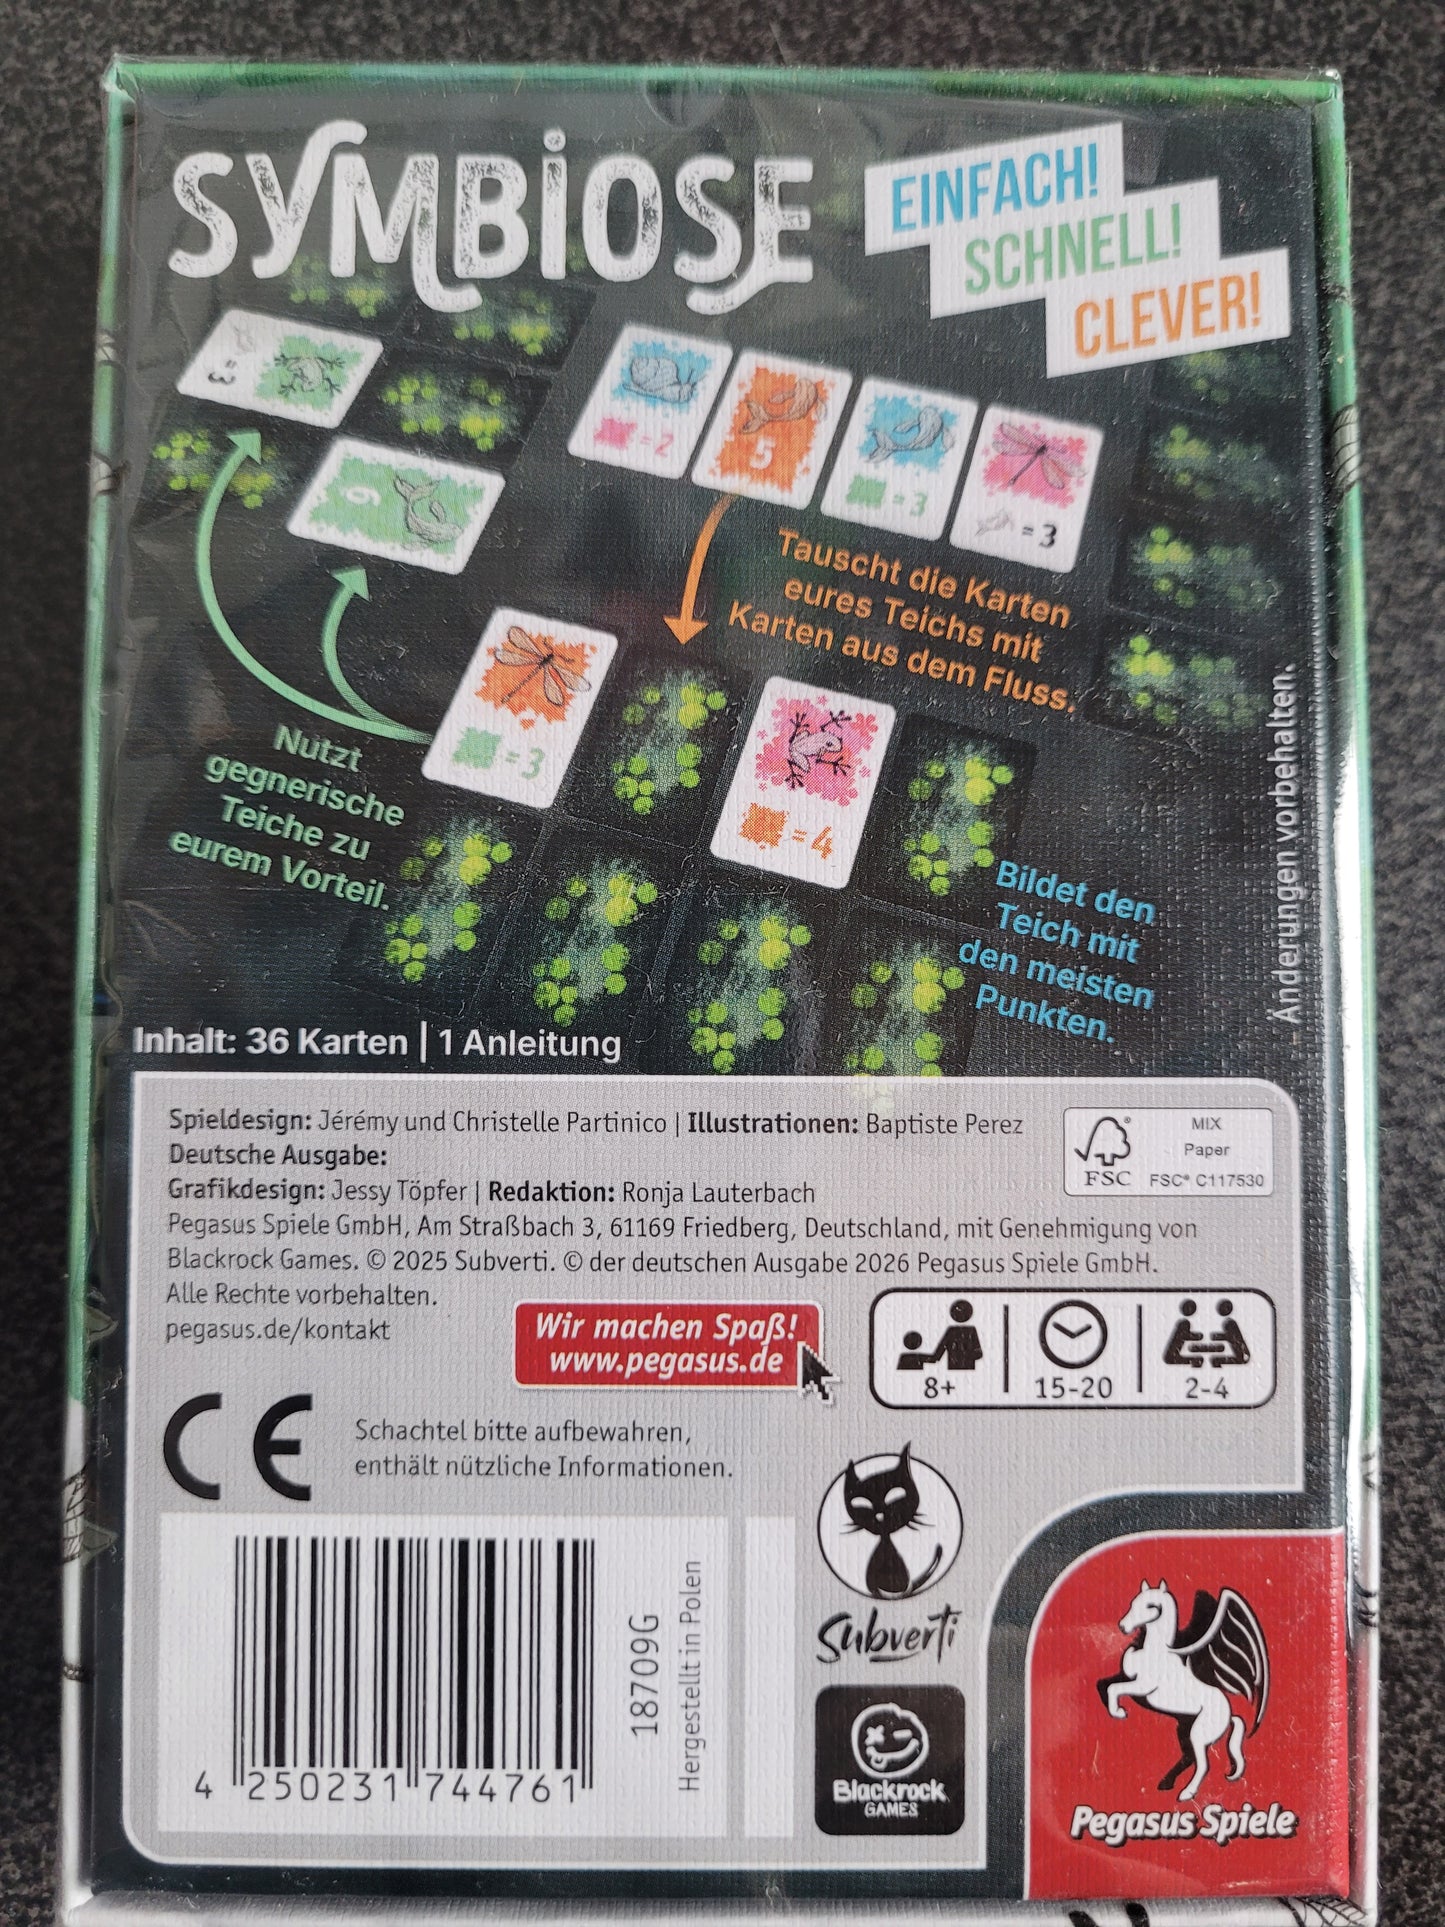 SYMBIOSE
EINFACH!
SCHNELL!
CLEVER!
=3
6
=2
5
=3
=3
Tauscht die Karten
eures Teichs mit
Karten aus dem Fluss.
=3
=4
Nutzt
gegnerische
Teiche zu
eurem Vorteil.
Bildet den
Teich mit
den meisten
Punkten.
Änderungen vorbehalten.
Inhalt: 36 Karten | 1 Anleitung
Spieldesign: Jérémy und Christelle Partinico | Illustrationen: Baptiste Perez
Deutsche Ausgabe:
Grafikdesign: Jessy Töpfer | Redaktion: Ronja Lauterbach
Pegasus Spiele GmbH, Am Straßbach 3, 61169 Friedberg, Deutschland, mit Genehmigung von
Blackrock Games. © 2025 Subverti. © der deutschen Ausgabe 2026 Pegasus Spiele GmbH.
Alle Rechte vorbehalten.
pegasus.de/kontakt
FSC
MIX
Paper
FSC® C117530
Wir machen Spaß!
www.pegasus.de
8+
15-20
2-4
CE
Schachtel bitte aufbewahren,
enthält nützliche Informationen.
4 250231 744761
18709G
Hergestellt in Polen
Subverti
Blackrock
GAMES
Pegasus Spiele